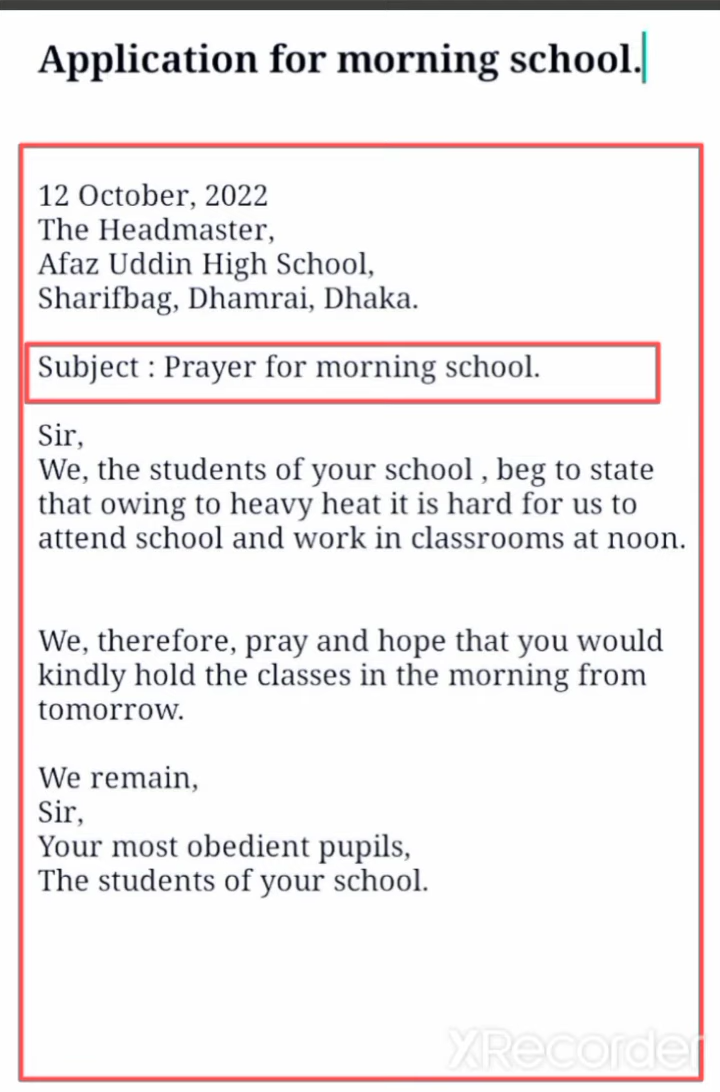 Application for morning school.
12 October, 2022
The Headmaster,
Afaz Uddin High School,
Sharifbag, Dhamrai, Dhaka.
Subject : Prayer for morning school.
Sir,
We, the students of your school , beg to state
that owing to heavy heat it is hard for us to
attend school and work in classrooms at noon.
We, therefore, pray and hope that you would
kindly hold the classes in the morning from
tomorrow.
We remain,
Sir,
Your most obedient pupils,
The students of your school.
XRecorder